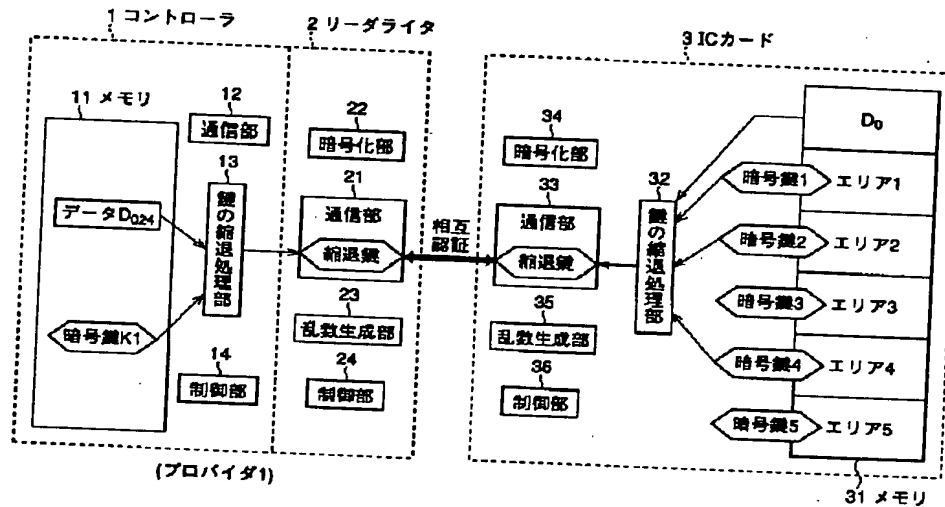 1 コントローラ
2 リーダライタ
3 ICカード
11 メモリ
12
通信部
13
鍵の縮退処理部
データD024
暗号鍵K1
14
制御部
(プロバイダ1)
22
暗号化部
21
通信部
縮退鍵
23
乱数生成部
24
制御部
相互
認証
34
暗号化部
33
通信部
縮退鍵
35
乱数生成部
36
制御部
32
鍵の縮退処理部
D0
暗号鍵1 エリア1
暗号鍵2 エリア2
暗号鍵3 エリア3
暗号鍵4 エリア4
暗号鍵5 エリア5
31 メモリ